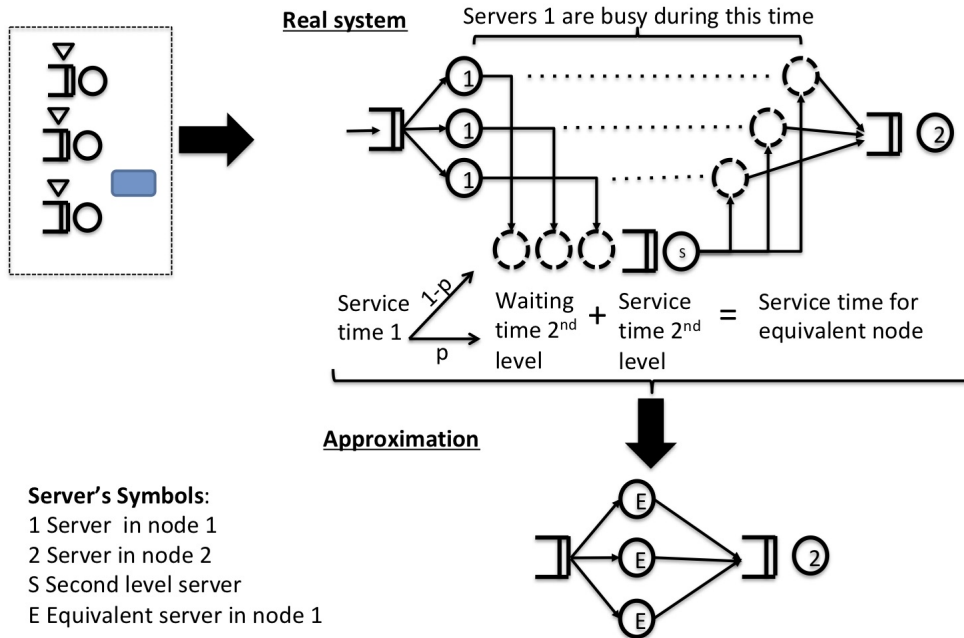 Real system
Servers 1 are busy during this time
1
1
1
2
s
Service
time 1
1-p
p
Waiting
time 2nd
level
+
Service
time 2nd
level
=
Service time for
equivalent node
Approximation
E
E
E
2
Server's Symbols:
1 Server in node 1
2 Server in node 2
S Second level server
E Equivalent server in node 1